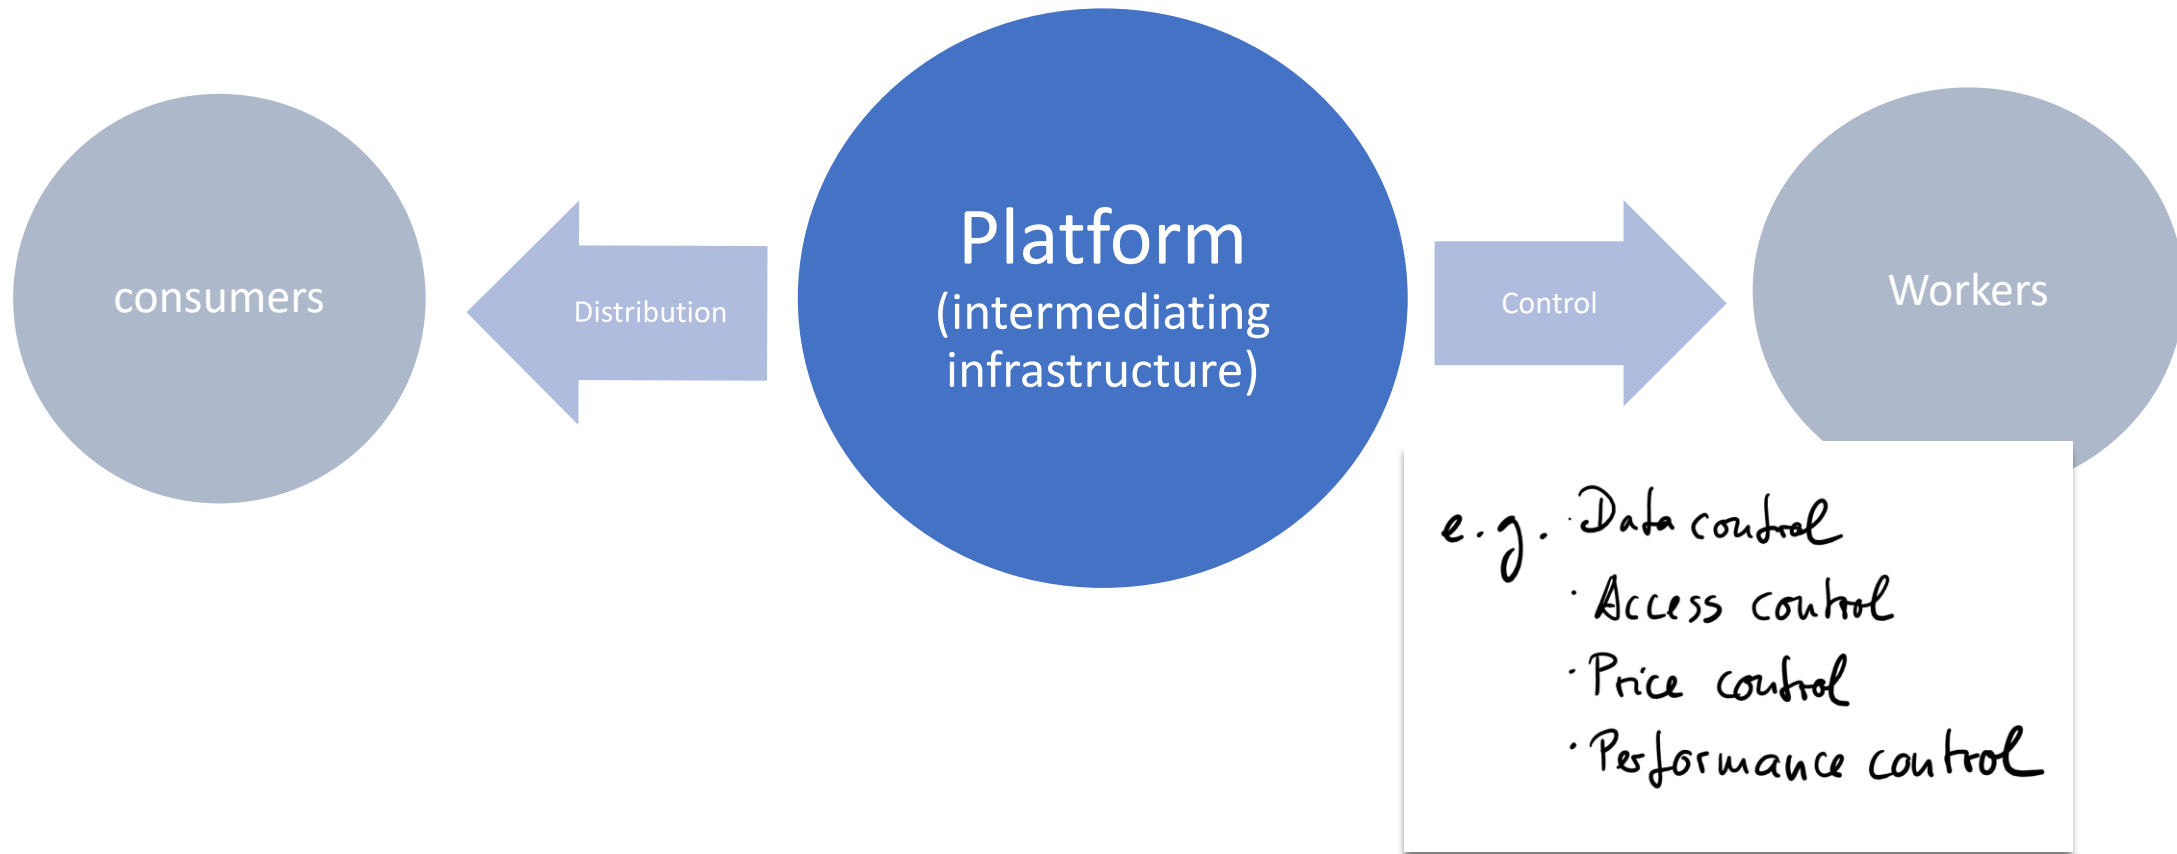 consumers
Distribution
Platform
(intermediating
infrastructure)
Control
Workers
e.g. · Data control
· Access control
· Price control
· Performance control